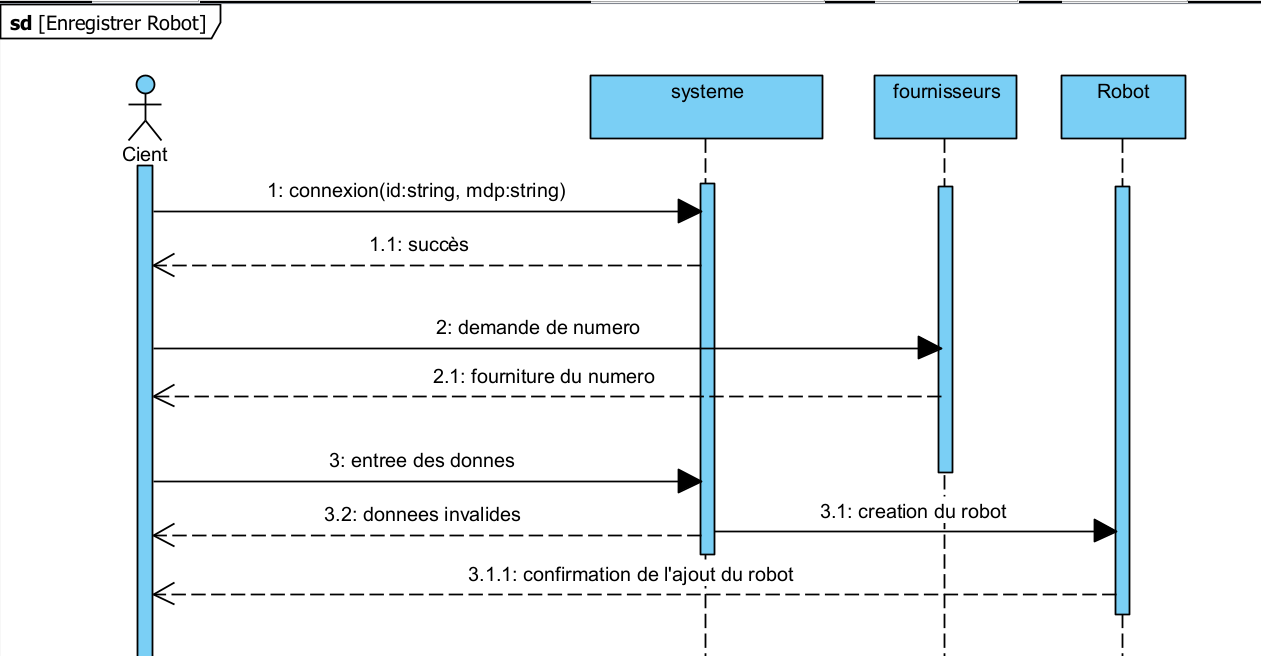 sd [Enregistrer Robot]
systeme
fournisseurs
Robot
Cient
1: connexion(id:string, mdp:string)
1.1: succès
2: demande de numero
2.1: fourniture du numero
3: entree des donnes
3.2: donnees invalides
3.1: creation du robot
3.1.1: confirmation de l'ajout du robot